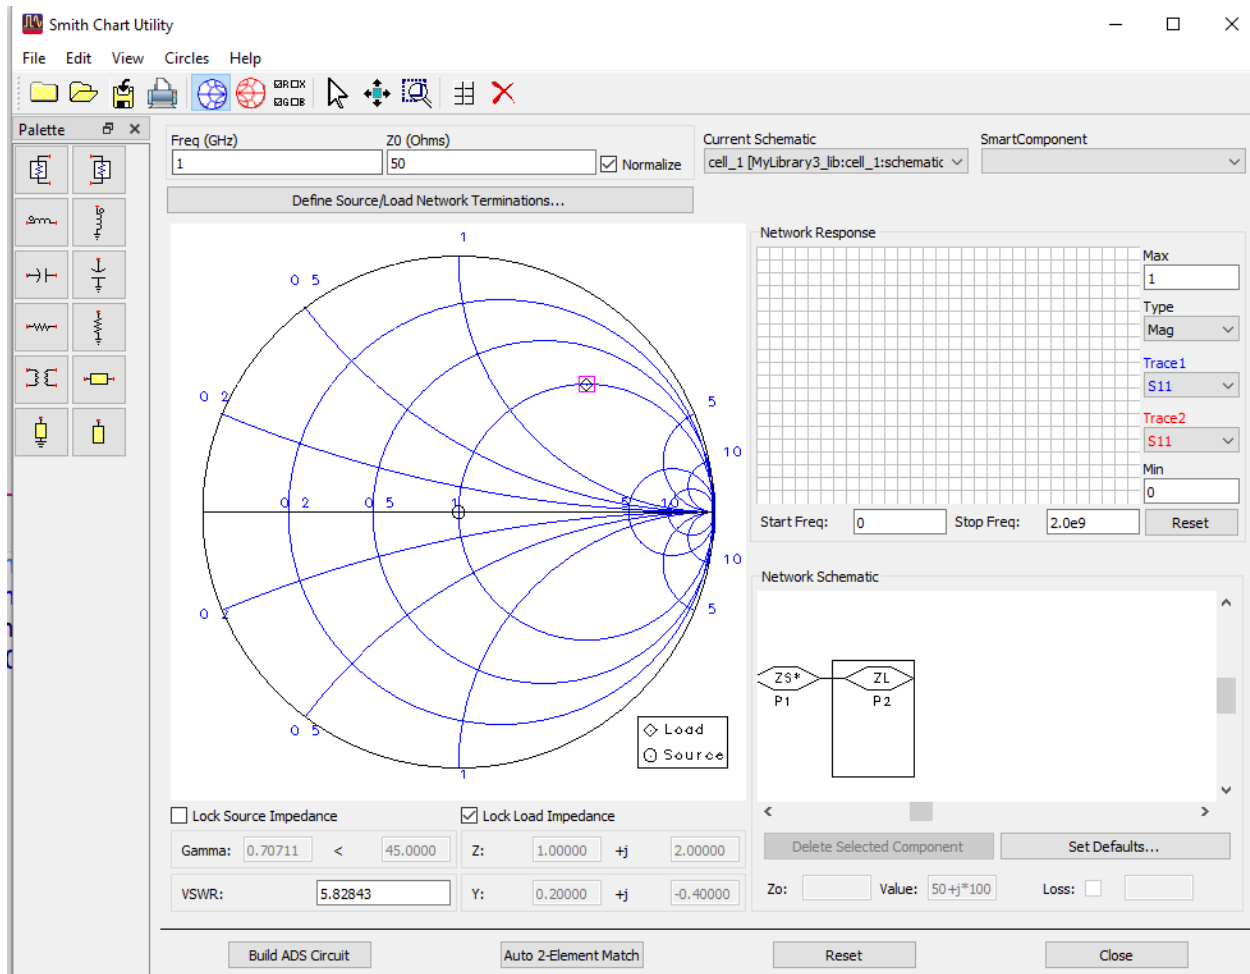 Smith Chart Utility
File Edit View Circles Help
Palette
Freq (GHz) Z0 (Ohms)
1 50 Normalize
Current Schematic SmartComponent
cell_1 [MyLibrary3_lib:cell_1:schematic
Define Source/Load Network Terminations...
1
0 5
0 2
5
10
0 2 0 5 1 5 10
10
5
0 2
0 5
1
Load
Source
Network Response
Max
1
Type
Mag
Trace1
S11
Trace2
S11
Min
0
Start Freq: 0 Stop Freq: 2.0e9 Reset
Network Schematic
ZS* ZL
P1 P2
Lock Source Impedance Lock Load Impedance
Gamma: 0.70711 < 45.0000 Z: 1.00000 +j 2.00000
VSWR: 5.82843 Y: 0.20000 +j -0.40000
Delete Selected Component Set Defaults...
Zo: Value: 50+j*100 Loss:
Build ADS Circuit Auto 2-Element Match Reset Close